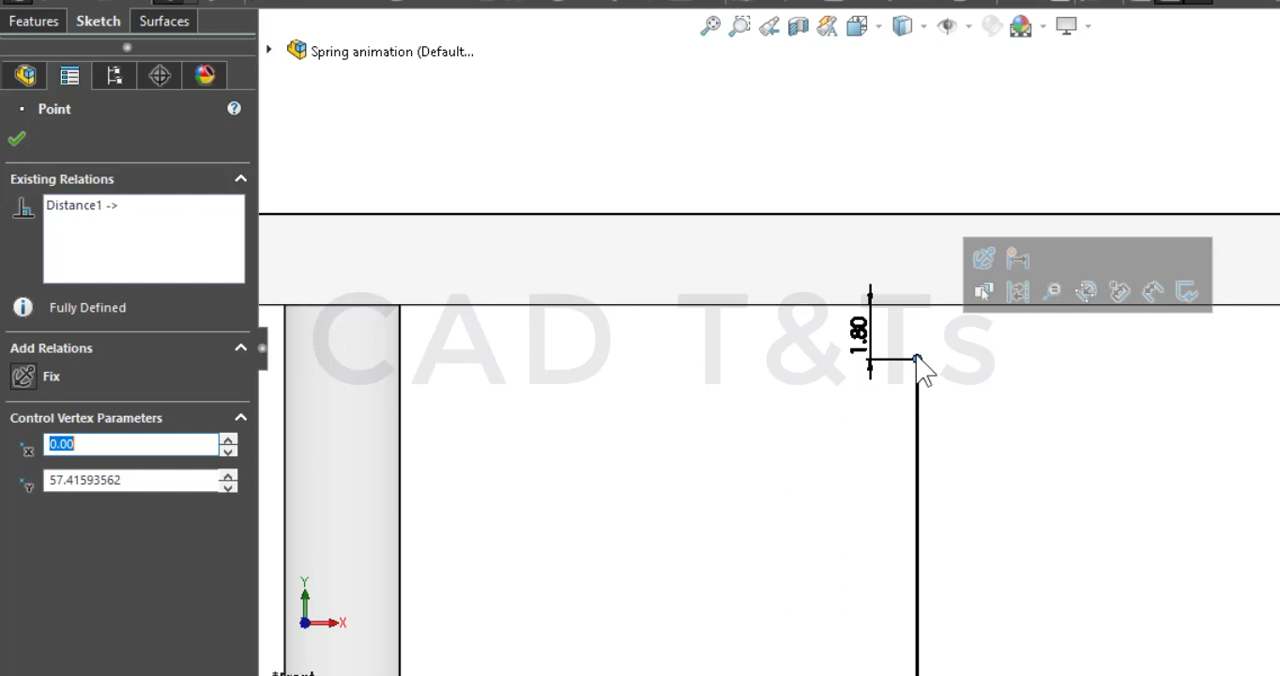 Features Sketch Surfaces
Spring animation (Default...
Point
Existing Relations
Distance1 ->
Fully Defined
Add Relations
Fix
Control Vertex Parameters
0.00
57.41593562
1.80
CAD T&Ts
Y
X
*Front